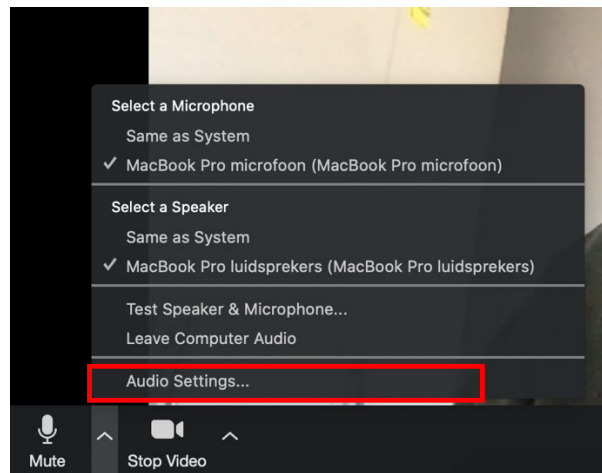 Select a Microphone
Same as System
MacBook Pro microfoon (MacBook Pro microfoon)
Select a Speaker
Same as System
MacBook Pro luidsprekers (MacBook Pro luidsprekers)
Test Speaker & Microphone...
Leave Computer Audio
Audio Settings...
Mute
Stop Video